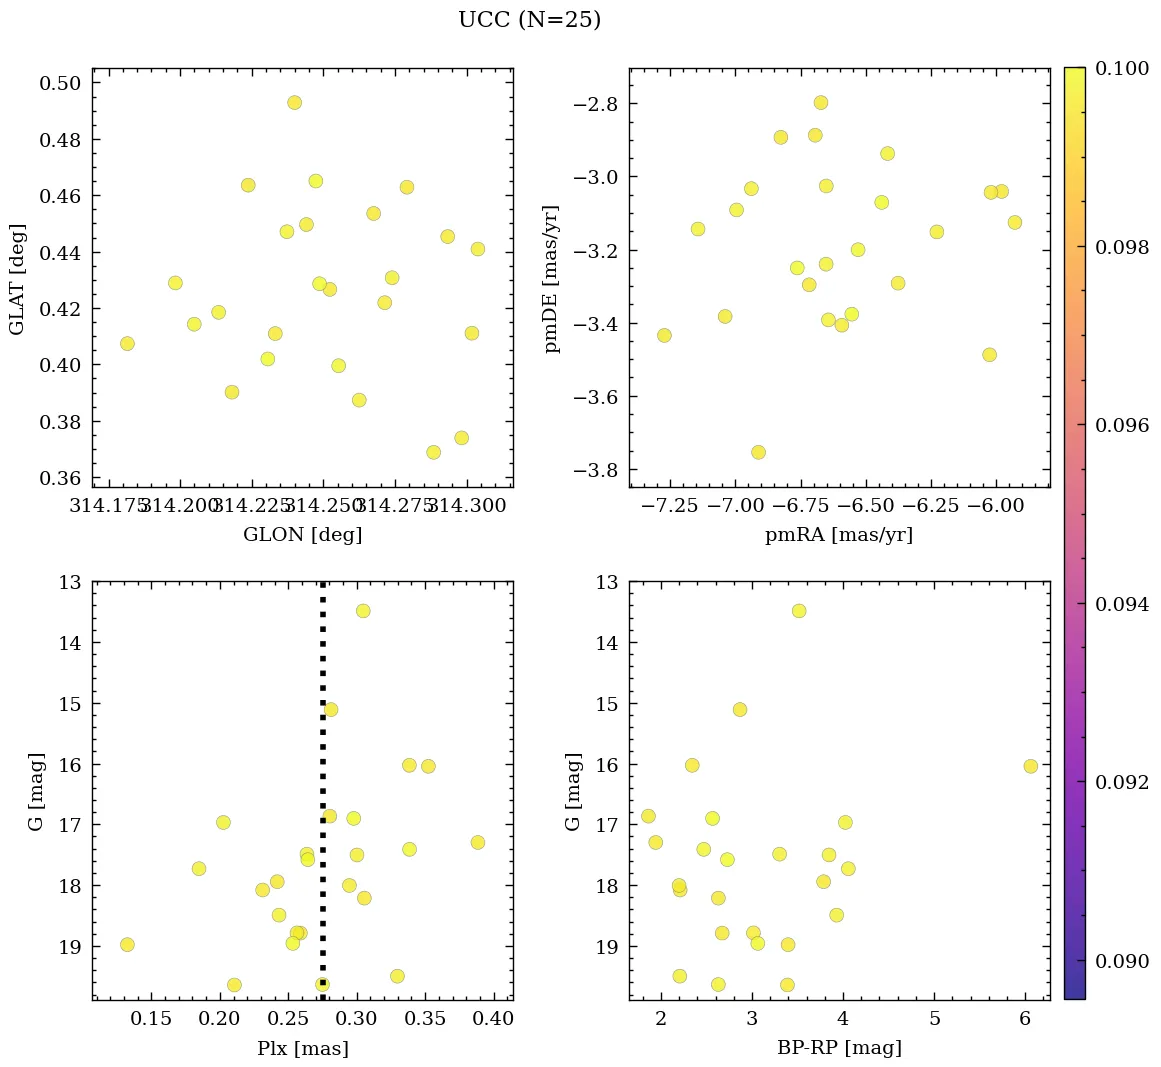 UCC (N=25)
0.50
0.48
0.46
0.44
0.42
0.40
0.38
0.36
GLAT [deg]
314.175 314.200 314.225 314.250 314.275 314.300
GLON [deg]
−2.8
−3.0
−3.2
−3.4
−3.6
−3.8
pmDE [mas/yr]
−7.25 −7.00 −6.75 −6.50 −6.25 −6.00
pmRA [mas/yr]
13
14
15
16
17
18
19
G [mag]
0.15 0.20 0.25 0.30 0.35 0.40
Plx [mas]
13
14
15
16
17
18
19
G [mag]
2 3 4 5 6
BP-RP [mag]
0.100
0.098
0.096
0.094
0.092
0.090